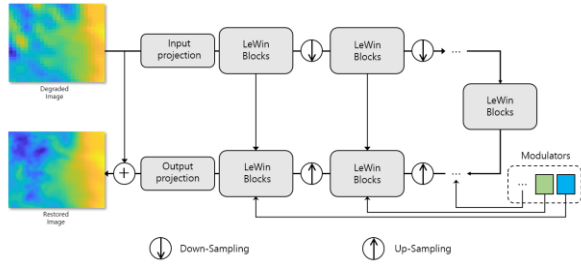 Input
projection
LeWin
Blocks
LeWin
Blocks
...
Degraded
Image
LeWin
Blocks
Modulators
...
Output
projection
LeWin
Blocks
LeWin
Blocks
...
Restored
Image
Down-Sampling
Up-Sampling